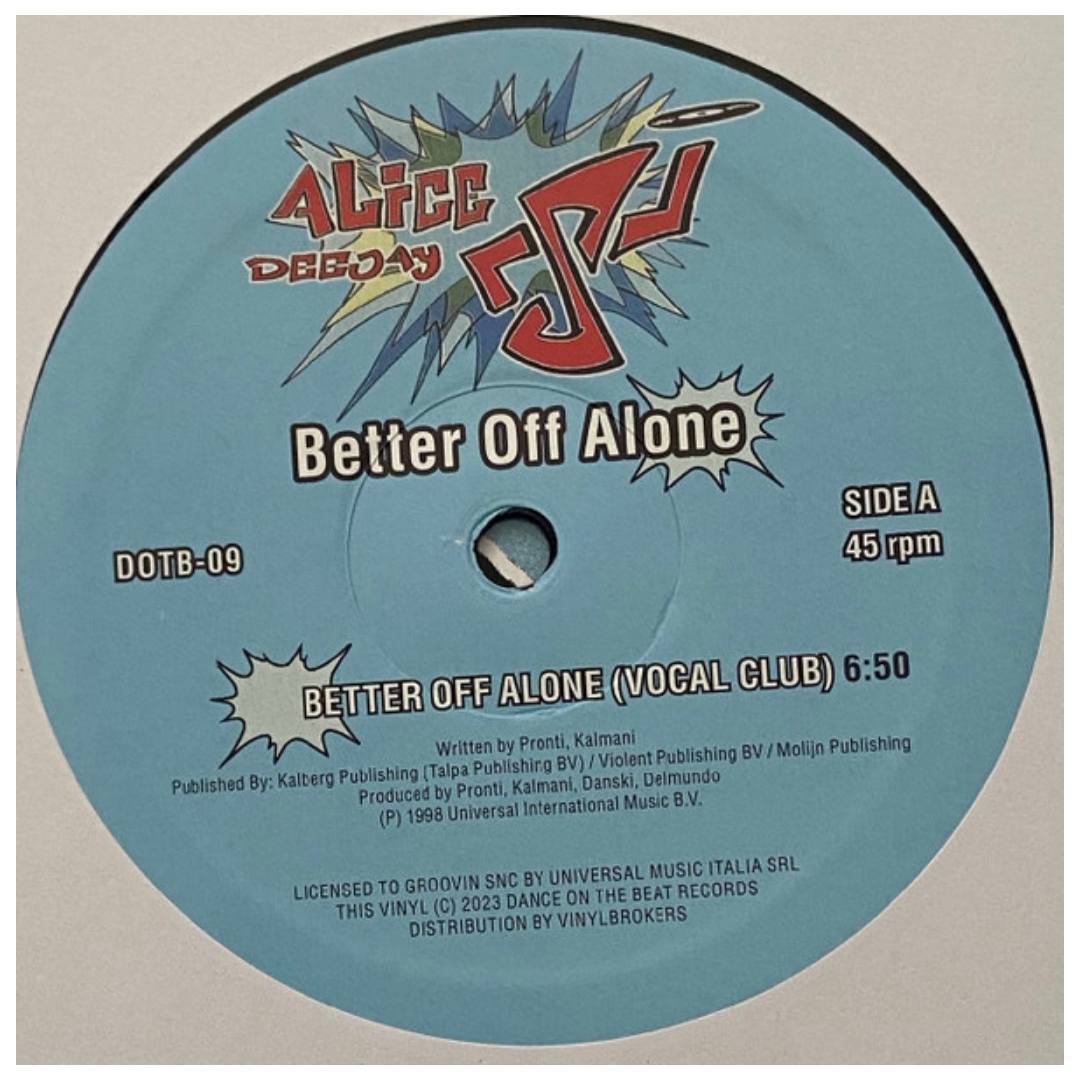 ALiCE
DEEJAY
Better Off Alone
SIDE A
DOTB-09
45 rpm
BETTER OFF ALONE (VOCAL CLUB) 6:50
Written by Pronti, Kalmani
Published By: Kalberg Publishing (Talpa Publishing BV) / Violent Publishing BV / Molijn Publishing
Produced by Pronti, Kalmani, Danski, Delmundo
(P) 1998 Universal International Music B.V.
LICENSED TO GROOVIN SNC BY UNIVERSAL MUSIC ITALIA SRL
THIS VINYL (C) 2023 DANCE ON THE BEAT RECORDS
DISTRIBUTION BY VINYLBROKERS